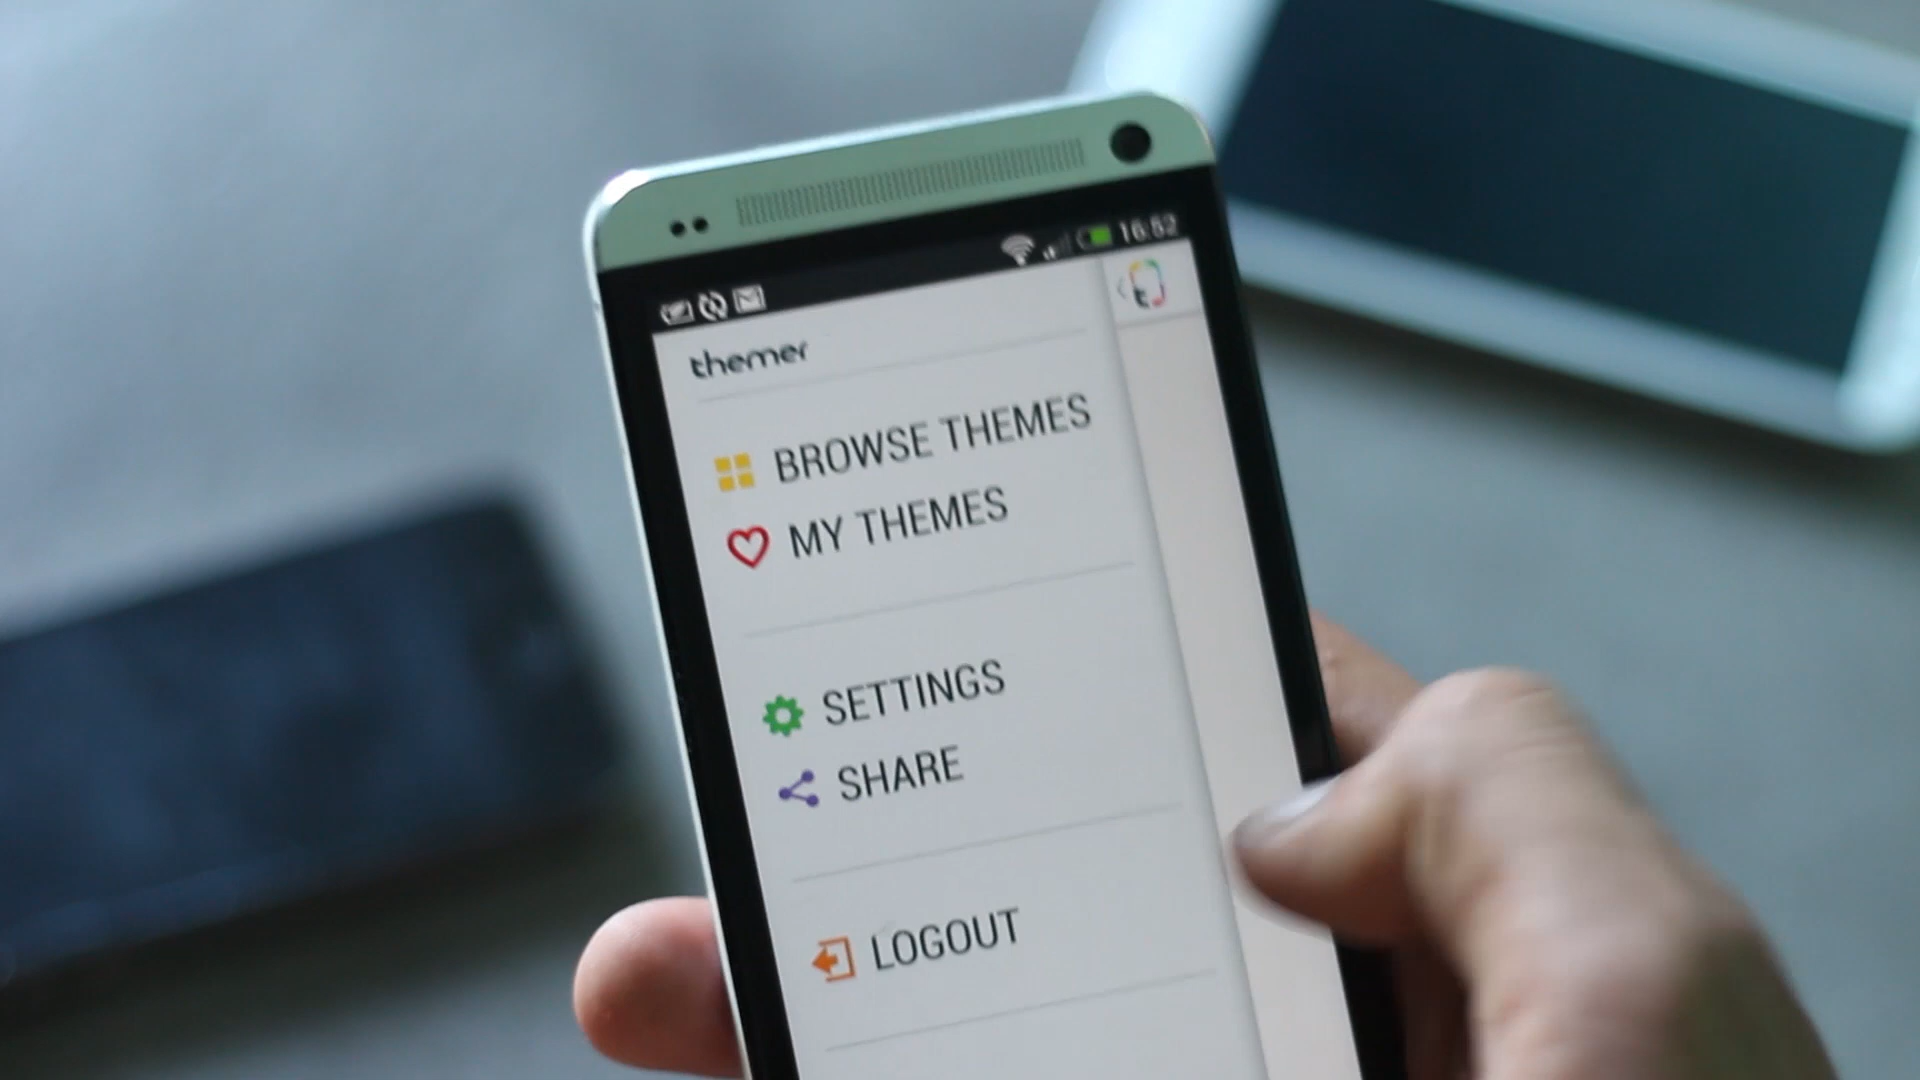 16:52
themer
BROWSE THEMES
MY THEMES
SETTINGS
SHARE
LOGOUT